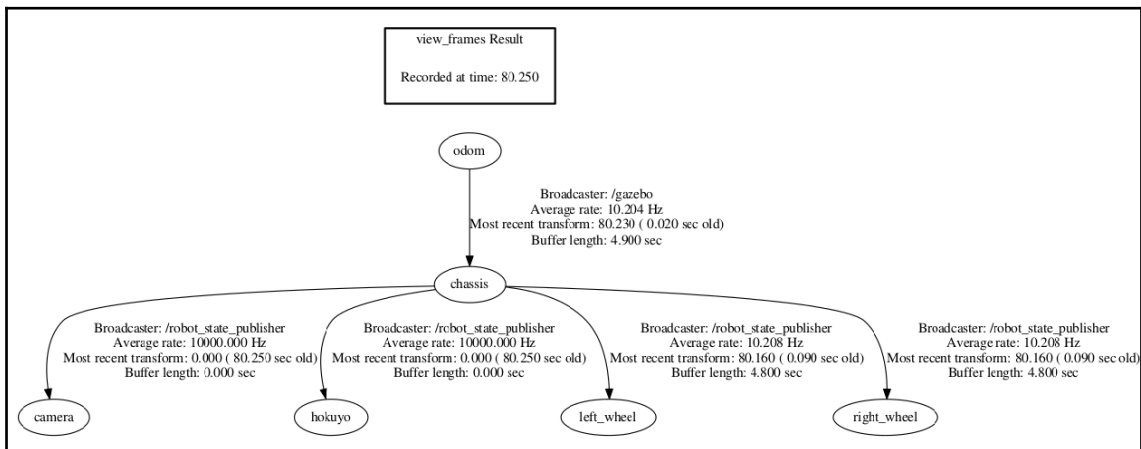 view_frames Result
Recorded at time: 80.250
odom
Broadcaster: /gazebo
Average rate: 10.204 Hz
Most recent transform: 80.230 ( 0.020 sec old)
Buffer length: 4.900 sec
chassis
Broadcaster: /robot_state_publisher
Average rate: 10000.000 Hz
Most recent transform: 0.000 ( 80.250 sec old)
Buffer length: 0.000 sec
Broadcaster: /robot_state_publisher
Average rate: 10000.000 Hz
Most recent transform: 0.000 ( 80.250 sec old)
Buffer length: 0.000 sec
Broadcaster: /robot_state_publisher
Average rate: 10.208 Hz
Most recent transform: 80.160 ( 0.090 sec old)
Buffer length: 4.800 sec
Broadcaster: /robot_state_publisher
Average rate: 10.208 Hz
Most recent transform: 80.160 ( 0.090 sec old)
Buffer length: 4.800 sec
camera
hokuyo
left_wheel
right_wheel